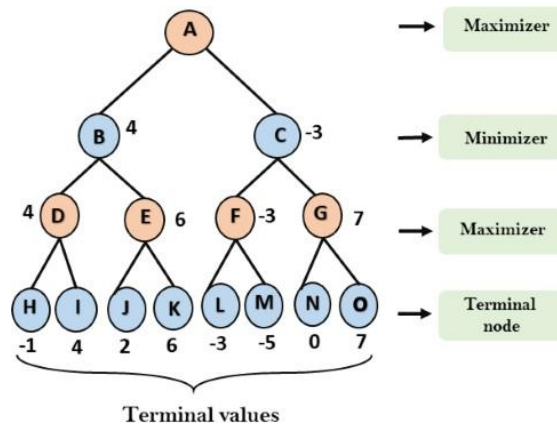 A
Maximizer
B 4
C -3
Minimizer
4 D
E 6
F -3
G 7
Maximizer
H I J K L M N O
Terminal
node
-1 4 2 6 -3 -5 0 7
Terminal values